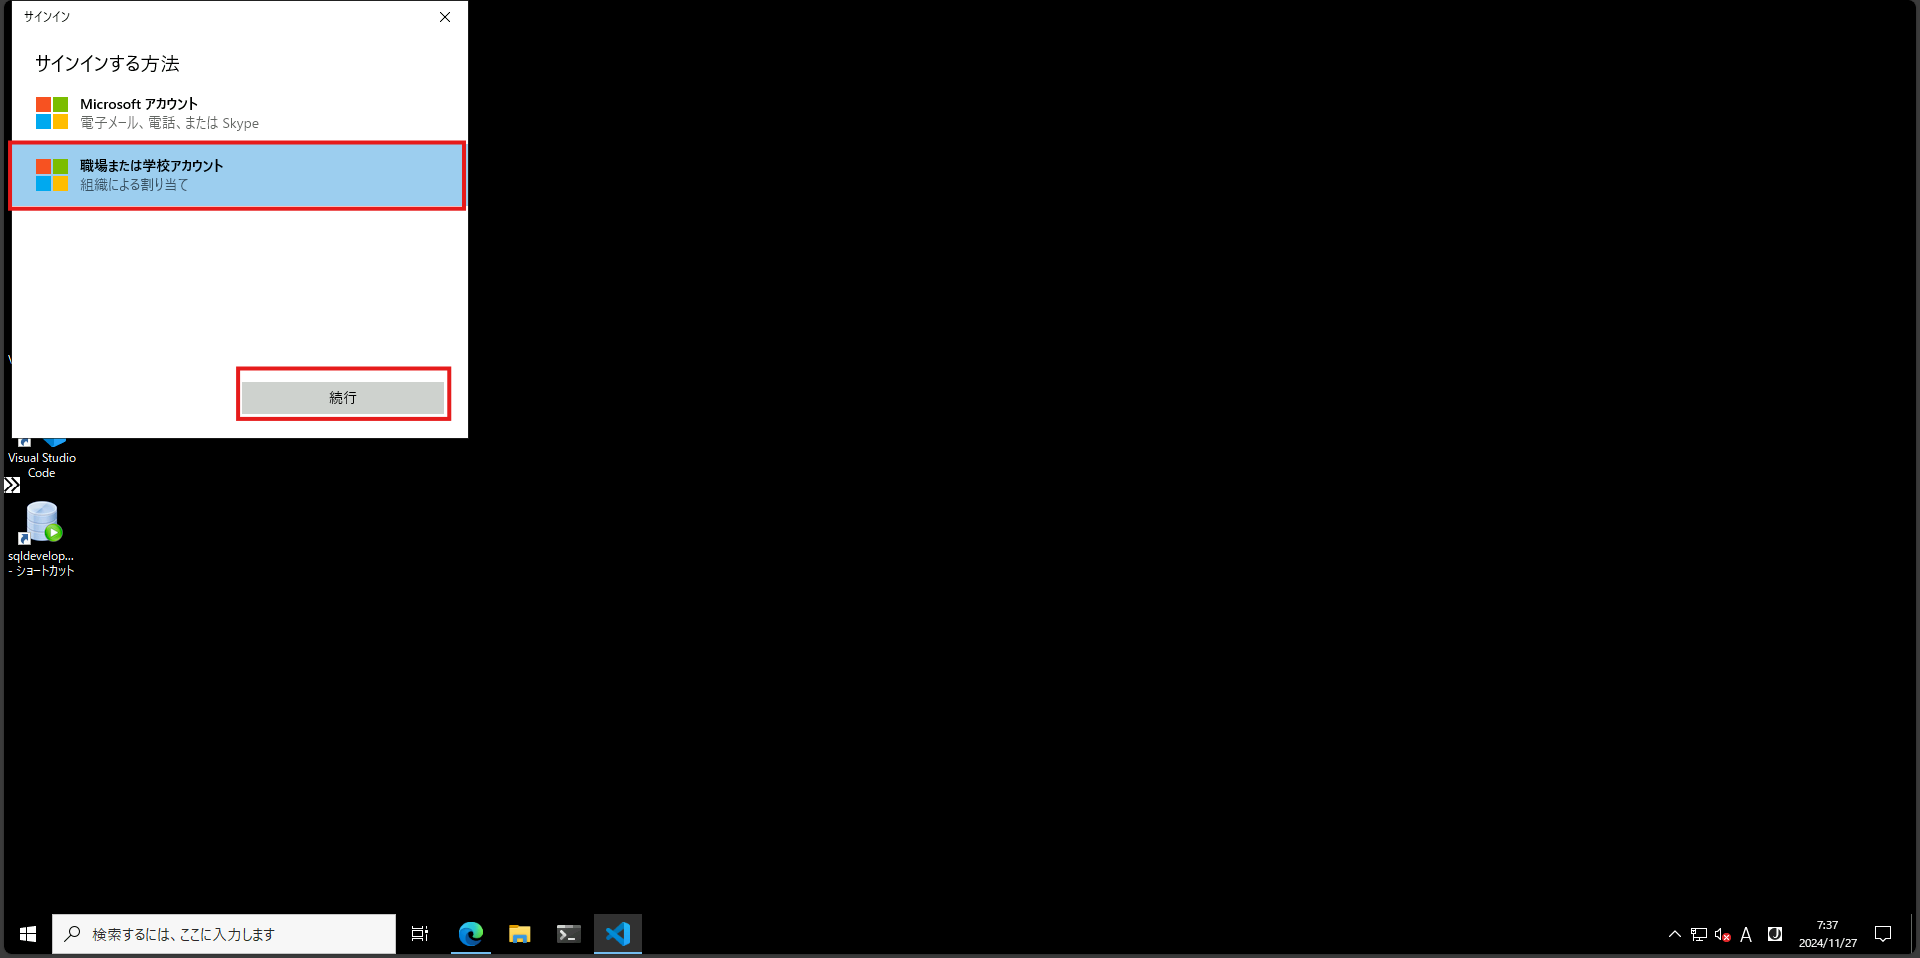 サインイン
サインインする方法
Microsoft アカウント
電子メール、電話、または Skype
職場または学校アカウント
組織による割り当て
続行
Visual Studio
Code
sqldevelop...
- ショートカット
検索するには、ここに入力します
A
7:37
2024/11/27